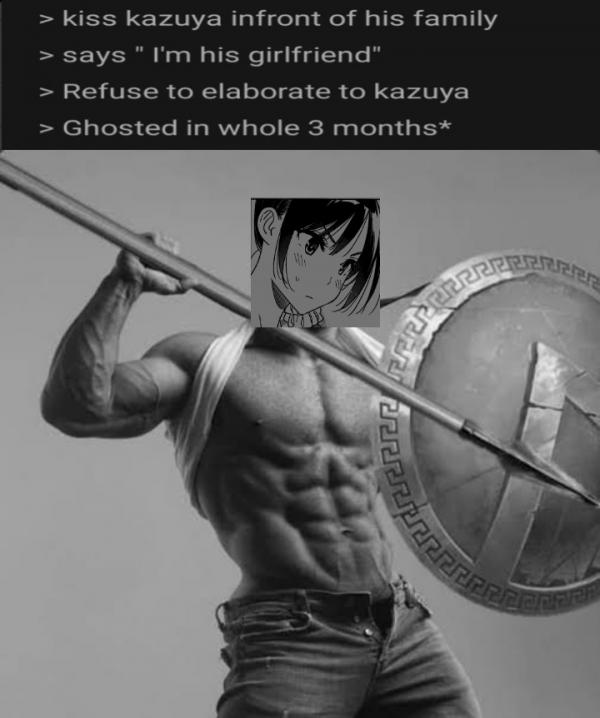 > kiss kazuya infront of his family
> says " I'm his girlfriend"
> Refuse to elaborate to kazuya
> Ghosted in whole 3 months*